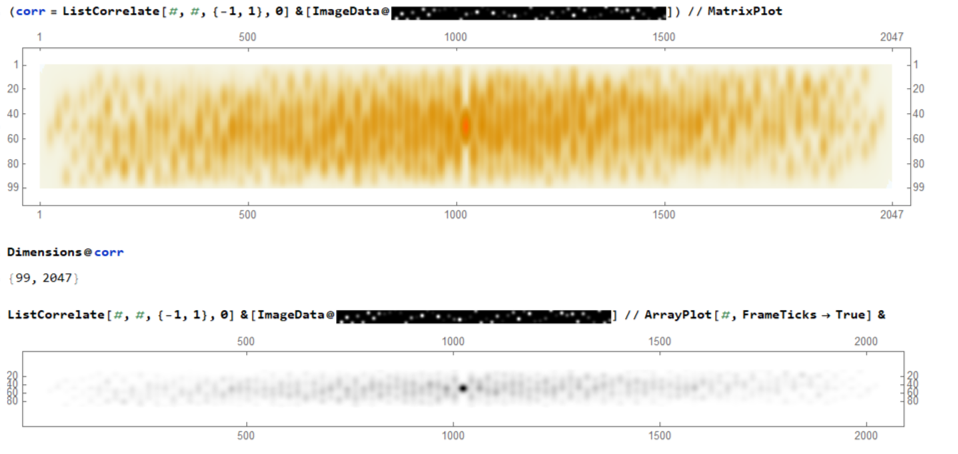 (corr = ListCorrelate[#, #, {-1, 1}, 0] &[ImageData@ ]) // MatrixPlot
1 500 1000 1500 2047
1 1
20 20
40 40
60 60
80 80
99 99
1 500 1000 1500 2047
Dimensions@corr
{99, 2047}
ListCorrelate[#, #, {-1, 1}, 0] &[ImageData@ ] // ArrayPlot[#, FrameTicks → True] &
500 1000 1500 2000
20 20
40 40
60 60
80 80
500 1000 1500 2000